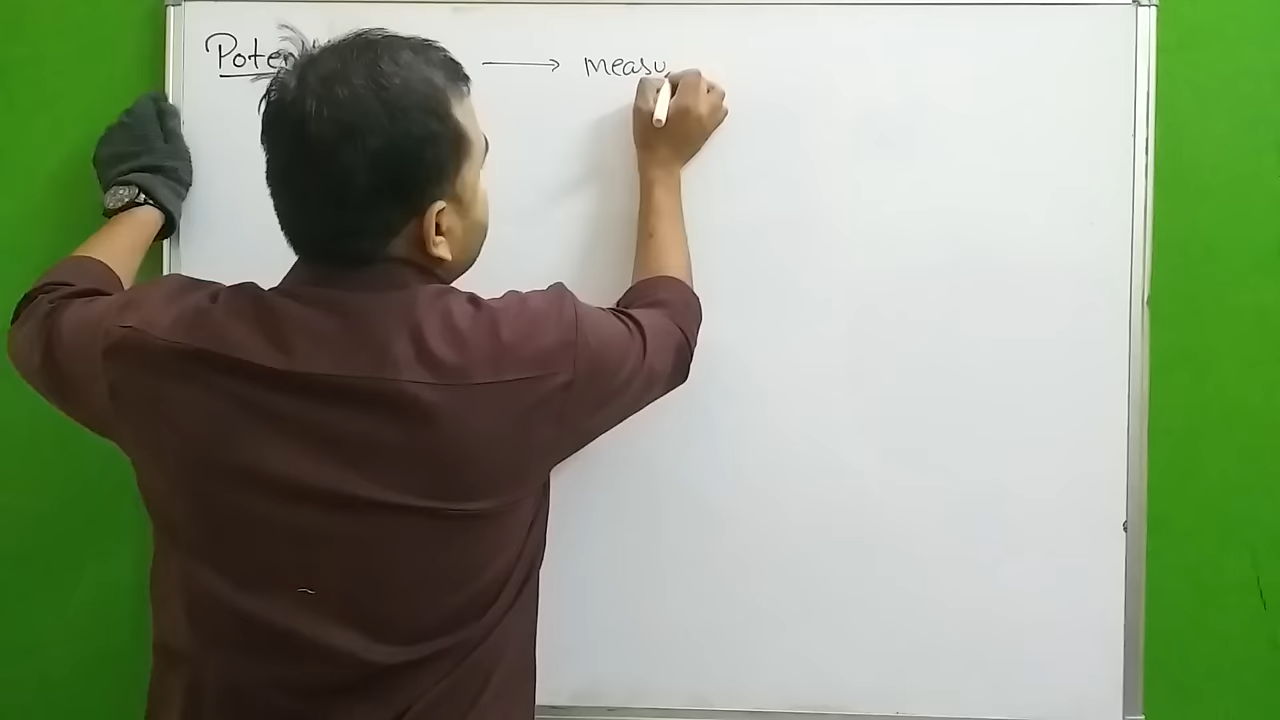 Poten → measu